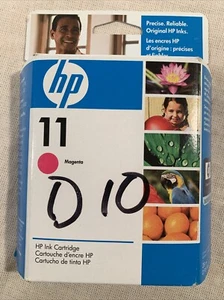 Precise. Reliable.
Original HP Inks.
Les encres HP
d'origine : précises
et fiables
hp
11
Magenta
D 10
HP Ink Cartridge
Cartouche d'encre HP
Cartucho de tinta HP